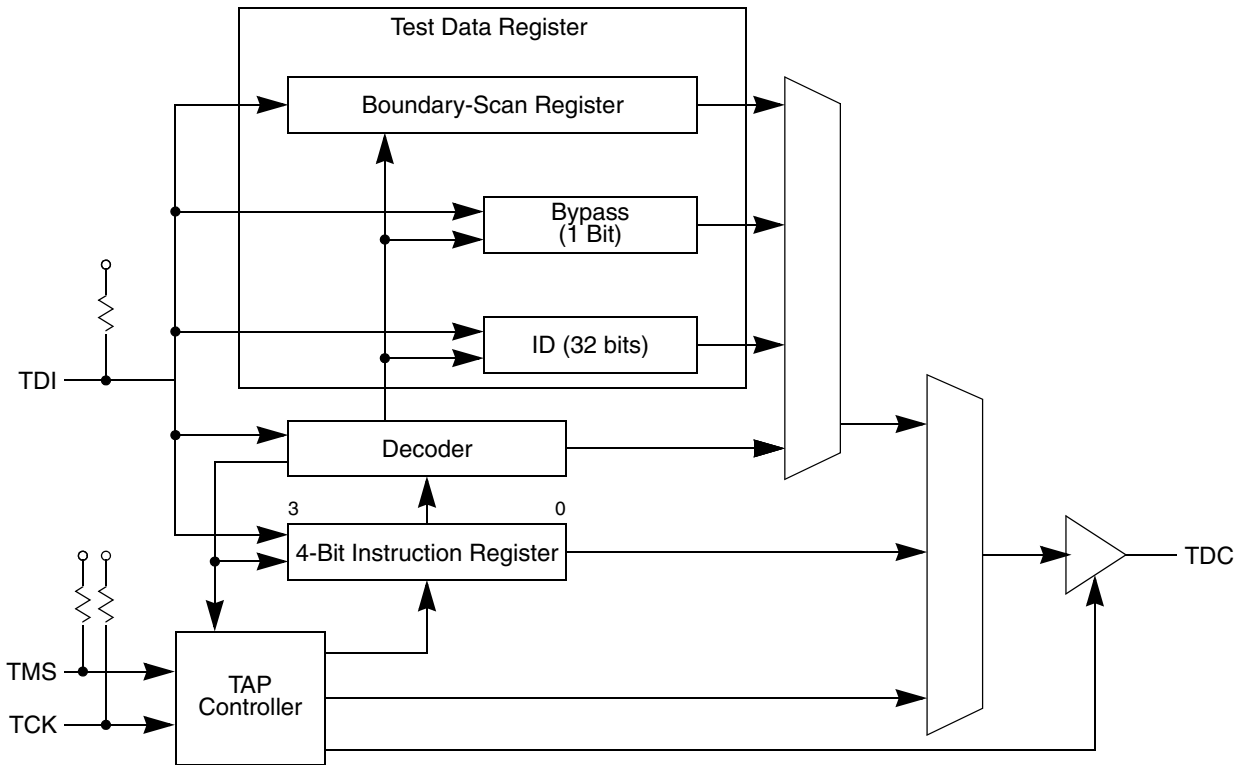 Test Data Register
Boundary-Scan Register
Bypass
(1 Bit)
ID (32 bits)
TDI
Decoder
3
0
4-Bit Instruction Register
TDC
TMS
TAP
Controller
TCK